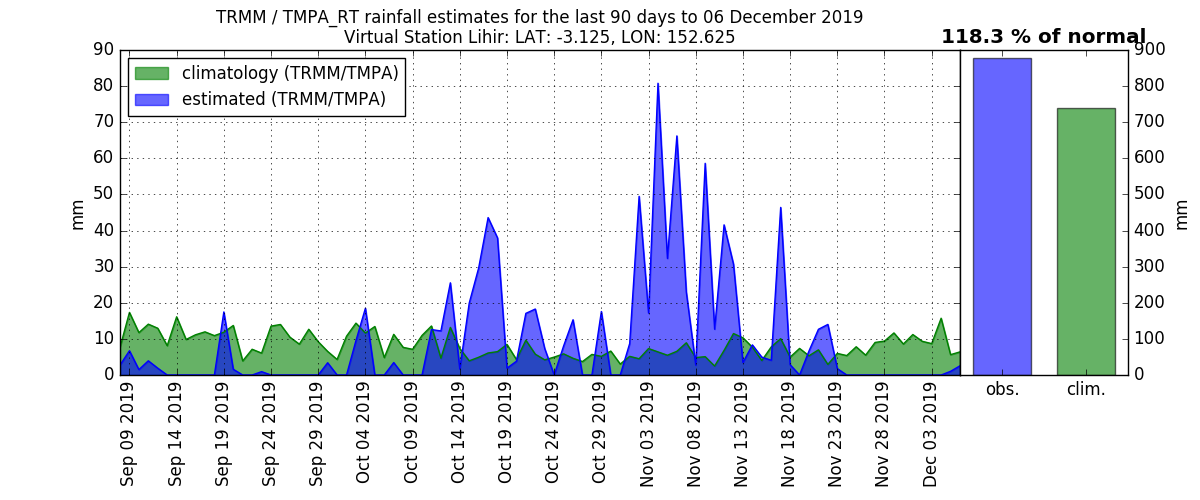 TRMM / TMPA_RT rainfall estimates for the last 90 days to 06 December 2019
Virtual Station Lihir: LAT: -3.125, LON: 152.625
118.3 % of normal
climatology (TRMM/TMPA)
estimated (TRMM/TMPA)
mm
90
80
70
60
50
40
30
20
10
0
Sep 09 2019
Sep 14 2019
Sep 19 2019
Sep 24 2019
Sep 29 2019
Oct 04 2019
Oct 09 2019
Oct 14 2019
Oct 19 2019
Oct 24 2019
Oct 29 2019
Nov 03 2019
Nov 08 2019
Nov 13 2019
Nov 18 2019
Nov 23 2019
Nov 28 2019
Dec 03 2019
obs.
clim.
900
800
700
600
500
400
300
200
100
0
mm